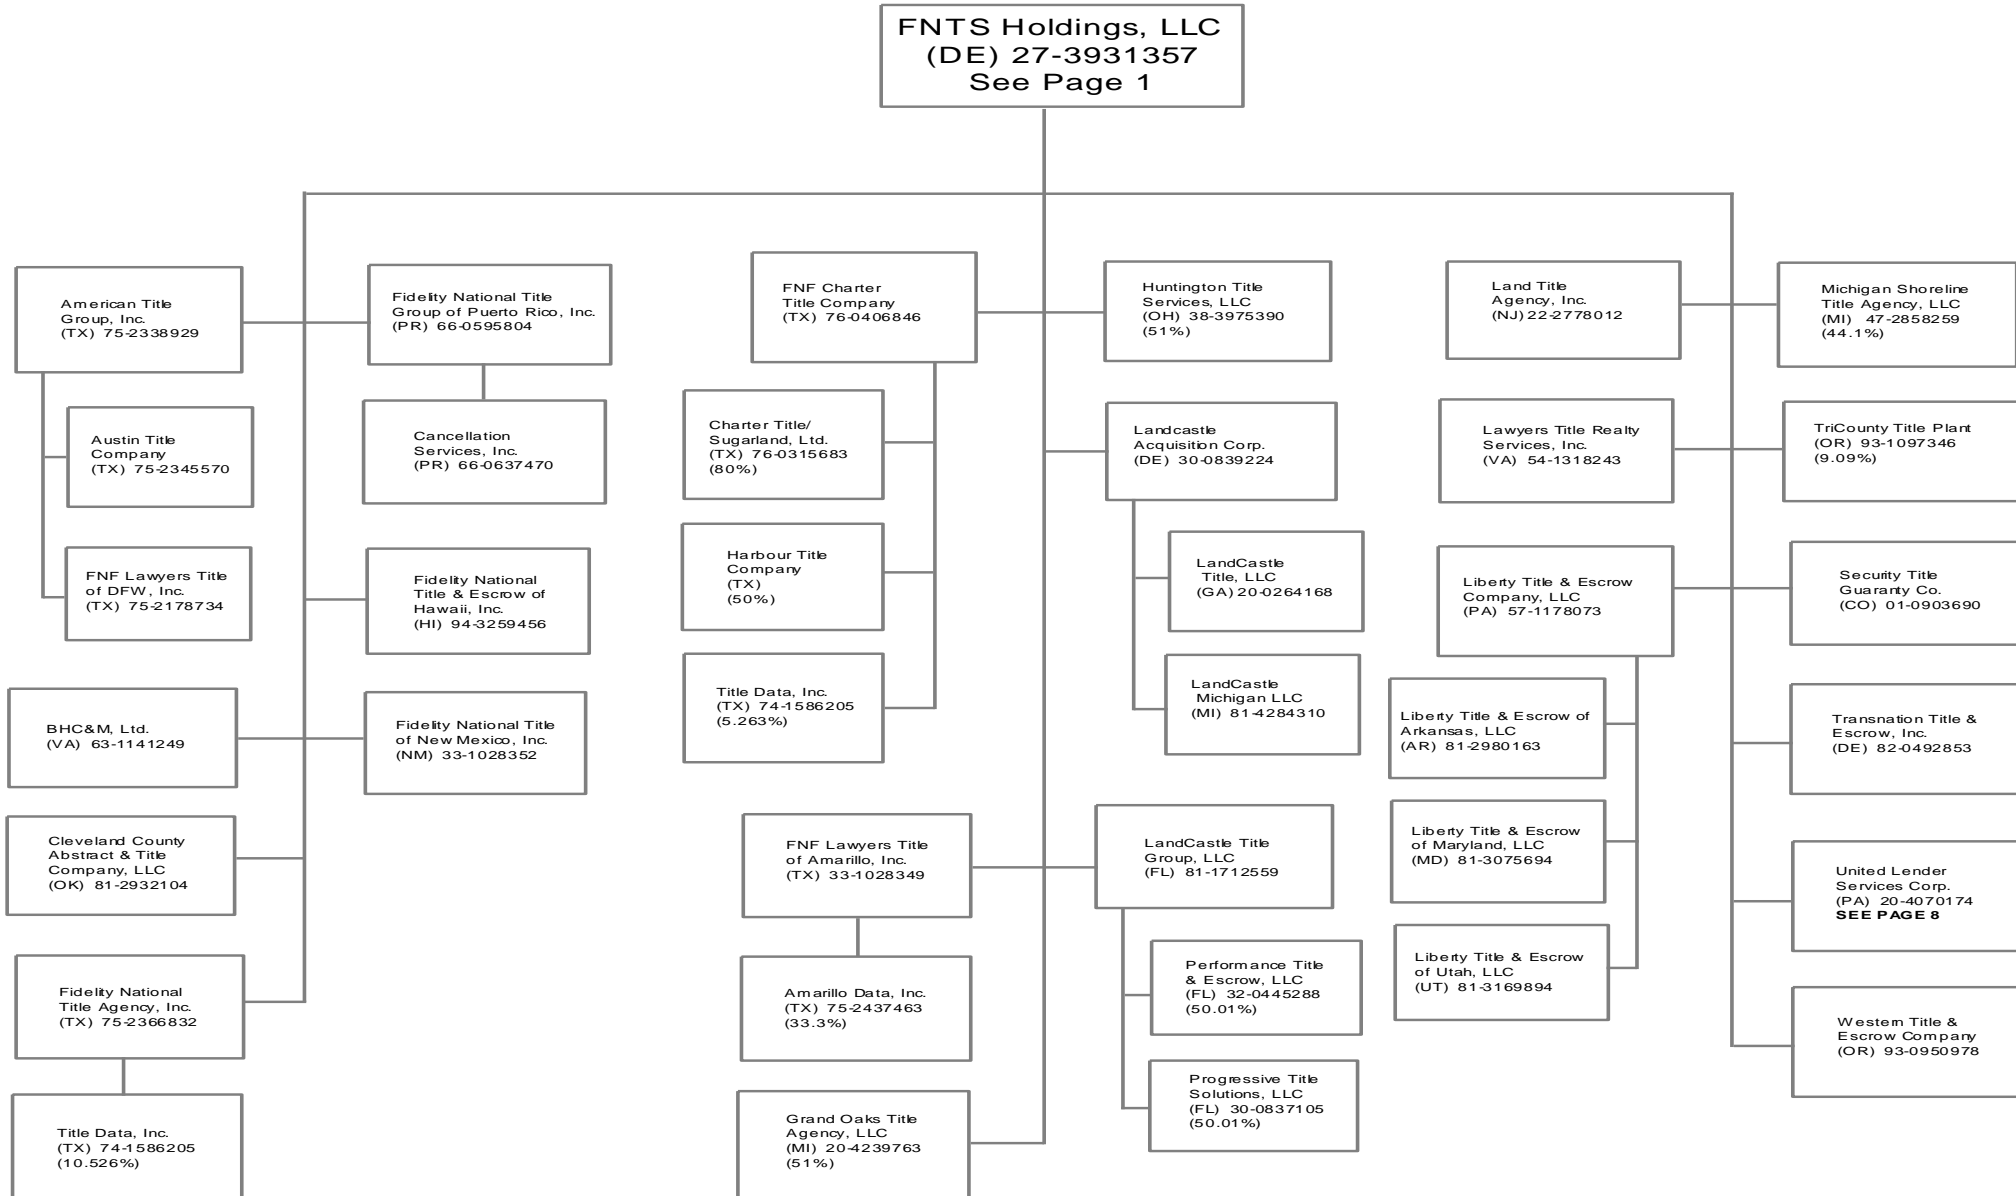 FNTS Holdings, LLC
(DE) 27-3931357
See Page 1
American Title
Group, Inc.
(TX) 75-2338929
Fidelity National Title
Group of Puerto Rico, Inc.
(PR) 66-0595804
Austin Title
Company
(TX) 75-2345570
Cancellation
Services, Inc.
(PR) 66-0637470
FNF Lawyers Title
of DFW, Inc.
(TX) 75-2178734
Fidelity National
Title & Escrow of
Hawaii, Inc.
(HI) 94-3259456
BHC&M, Ltd.
(VA) 63-1141249
Fidelity National Title
of New Mexico, Inc.
(NM) 33-1028352
Cleveland County
Abstract & Title
Company, LLC
(OK) 81-2932104
Fidelity National
Title Agency, Inc.
(TX) 75-2366832
Title Data, Inc.
(TX) 74-1586205
(10.526%)
FNF Charter
Title Company
(TX) 76-0406846
Huntington Title
Services, LLC
(OH) 38-3975390
(51%)
Charter Title/
Sugarland, Ltd.
(TX) 76-0315683
(80%)
Landcastle
Acquisition Corp.
(DE) 30-0839224
Harbour Title
Company
(TX)
(50%)
LandCastle
Title, LLC
(GA) 20-0264168
Title Data, Inc.
(TX) 74-1586205
(5.263%)
LandCastle
Michigan LLC
(MI) 81-4284310
FNF Lawyers Title
of Amarillo, Inc.
(TX) 33-1028349
LandCastle Title
Group, LLC
(FL) 81-1712559
Amarillo Data, Inc.
(TX) 75-2437463
(33.3%)
Performance Title
& Escrow, LLC
(FL) 32-0445288
(50.01%)
Grand Oaks Title
Agency, LLC
(MI) 20-4239763
(51%)
Progressive Title
Solutions, LLC
(FL) 30-0837105
(50.01%)
Land Title
Agency, Inc.
(NJ) 22-2778012
Michigan Shoreline
Title Agency, LLC
(MI) 47-2858259
(44.1%)
Lawyers Title Realty
Services, Inc.
(VA) 54-1318243
TriCounty Title Plant
(OR) 93-1097346
(9.09%)
Liberty Title & Escrow
Company, LLC
(PA) 57-1178073
Security Title
Guaranty Co.
(CO) 01-0903690
Liberty Title & Escrow of
Arkansas, LLC
(AR) 81-2980163
Transnation Title &
Escrow, Inc.
(DE) 82-0492853
Liberty Title & Escrow
of Maryland, LLC
(MD) 81-3075694
United Lender
Services Corp.
(PA) 20-4070174
SEE PAGE 8
Liberty Title & Escrow
of Utah, LLC
(UT) 81-3169894
Western Title &
Escrow Company
(OR) 93-0950978